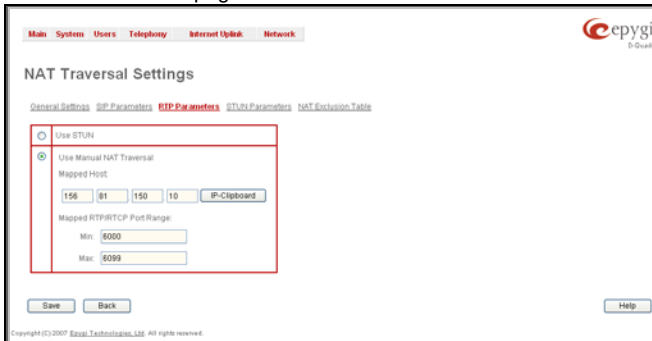 Main System Users Telephony Internet Uplink Network
epygi
D-Quad
NAT Traversal Settings
General Settings SIP Parameters RTP Parameters STUN Parameters NAT Exclusion Table
Use STUN
Use Manual NAT Traversal
Mapped Host:
156 81 150 10 IP-Clipboard
Mapped RTP/RTCP Port Range:
Min: 6000
Max: 6099
Save Back Help
Copyright (C) 2007 Epygi Technologies, Ltd. All rights reserved.